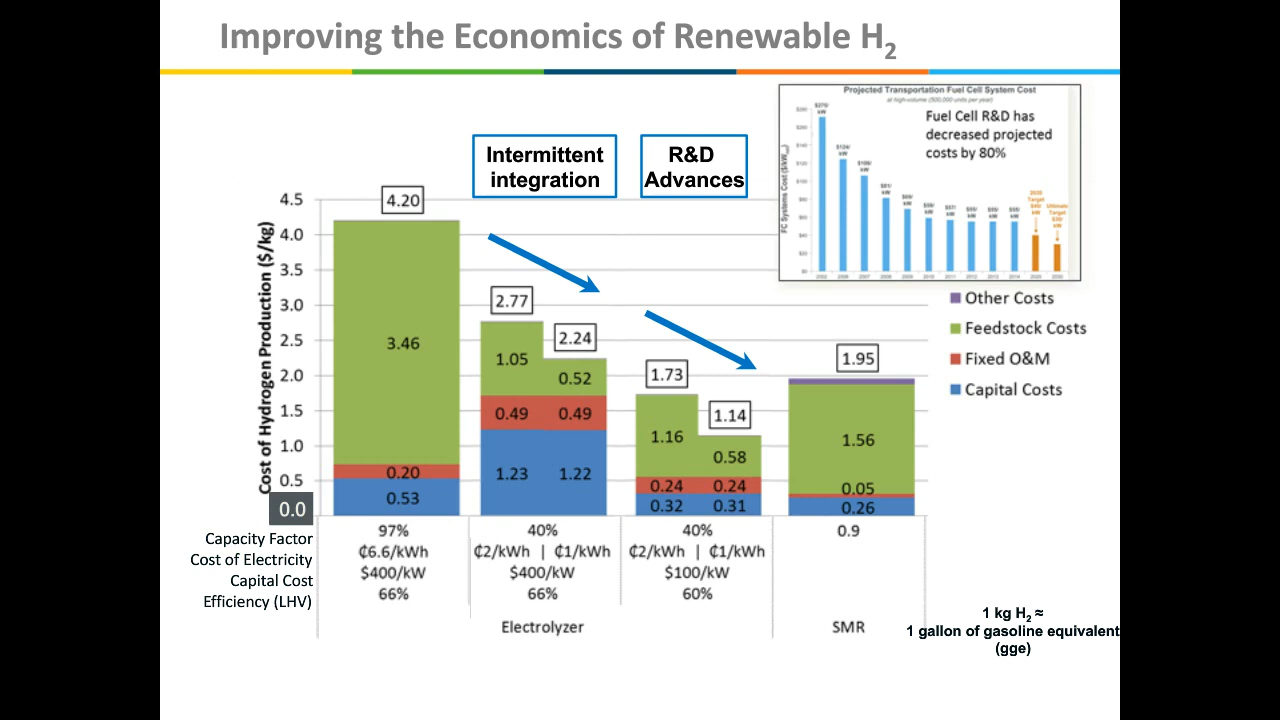 Improving the Economics of Renewable H2
Projected Transportation Fuel Cell System Cost
at high-volume (500,000 units per year)
Fuel Cell R&D has
decreased projected
costs by 80%
Intermittent
integration
R&D
Advances
Cost of Hydrogen Production ($/kg)
4.5
4.0
3.5
3.0
2.5
2.0
1.5
1.0
0.5
0.0
4.20
3.46
0.20
0.53
2.77
2.24
1.05
0.52
0.49
0.49
1.23
1.22
1.73
1.14
1.16
0.58
0.24
0.24
0.32
0.31
1.95
1.56
0.05
0.26
Other Costs
Feedstock Costs
Fixed O&M
Capital Costs
Capacity Factor
Cost of Electricity
Capital Cost
Efficiency (LHV)
97%
₵6.6/kWh
$400/kW
66%
40%
₵2/kWh | ₵1/kWh
$400/kW
66%
40%
₵2/kWh | ₵1/kWh
$100/kW
60%
0.9
Electrolyzer
SMR
1 kg H2 ≈
1 gallon of gasoline equivalent
(gge)